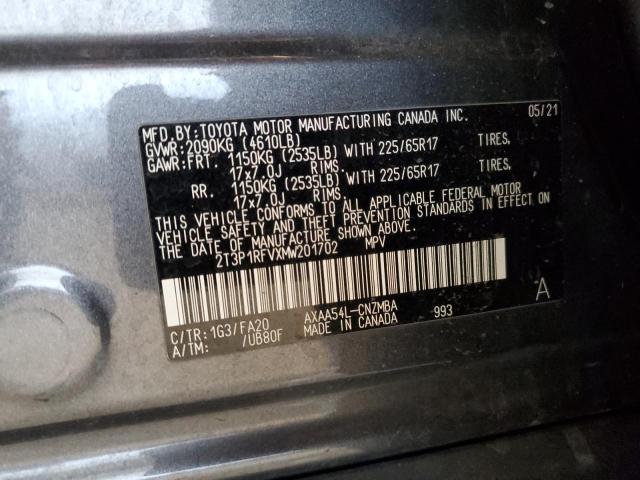 MFD.BY:TOYOTA MOTOR MANUFACTURING CANADA INC. 05/21
GVWR:2090KG (4610LB)
GAWR:FRT. 1150KG (2535LB) WITH 225/65R17 TIRES,
17x7.0J RIMS
RR. 1150KG (2535LB) WITH 225/65R17 TIRES,
17x7.0J RIMS
THIS VEHICLE CONFORMS TO ALL APPLICABLE FEDERAL MOTOR
VEHICLE SAFETY AND THEFT PREVENTION STANDARDS IN EFFECT ON
THE DATE OF MANUFACTURE SHOWN ABOVE.
2T3P1RFVXMW201702 MPV
C/TR: 1G3/FA20 AXAA54L-CNZMBA A
A/TM: /UB80F MADE IN CANADA 993